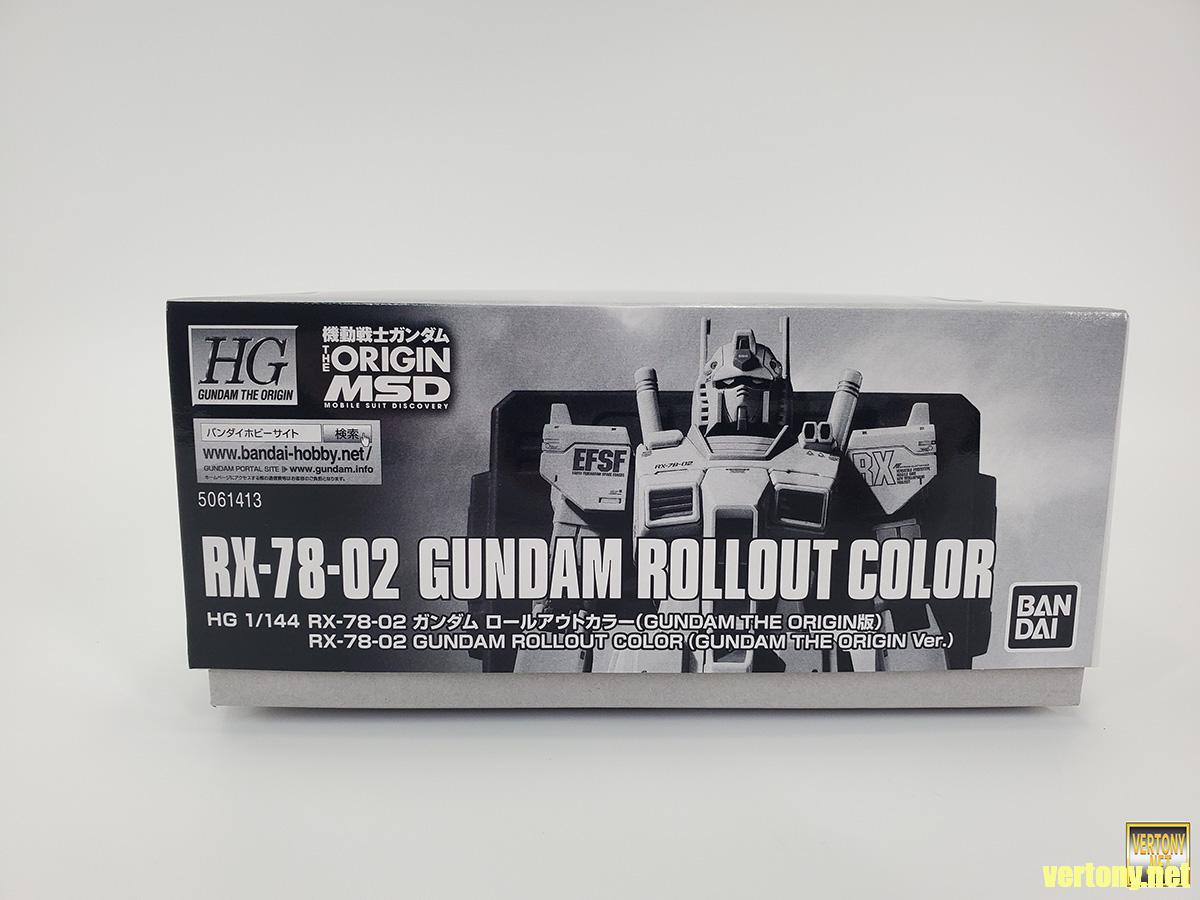 HG
GUNDAM THE ORIGIN
機動戦士ガンダム
THE ORIGIN
MSD
MOBILE SUIT DISCOVERY
バンダイホビーサイト 検索
www.bandai-hobby.net/
GUNDAM PORTAL SITE www.gundam.info
5061413
EFSF
RX-78-02
RX
RX-78-02 GUNDAM ROLLOUT COLOR
HG 1/144 RX-78-02 ガンダム ロールアウトカラー(GUNDAM THE ORIGIN版)
RX-78-02 GUNDAM ROLLOUT COLOR (GUNDAM THE ORIGIN Ver.)
BAN
DAI
VERTONY
NET
vertony.net